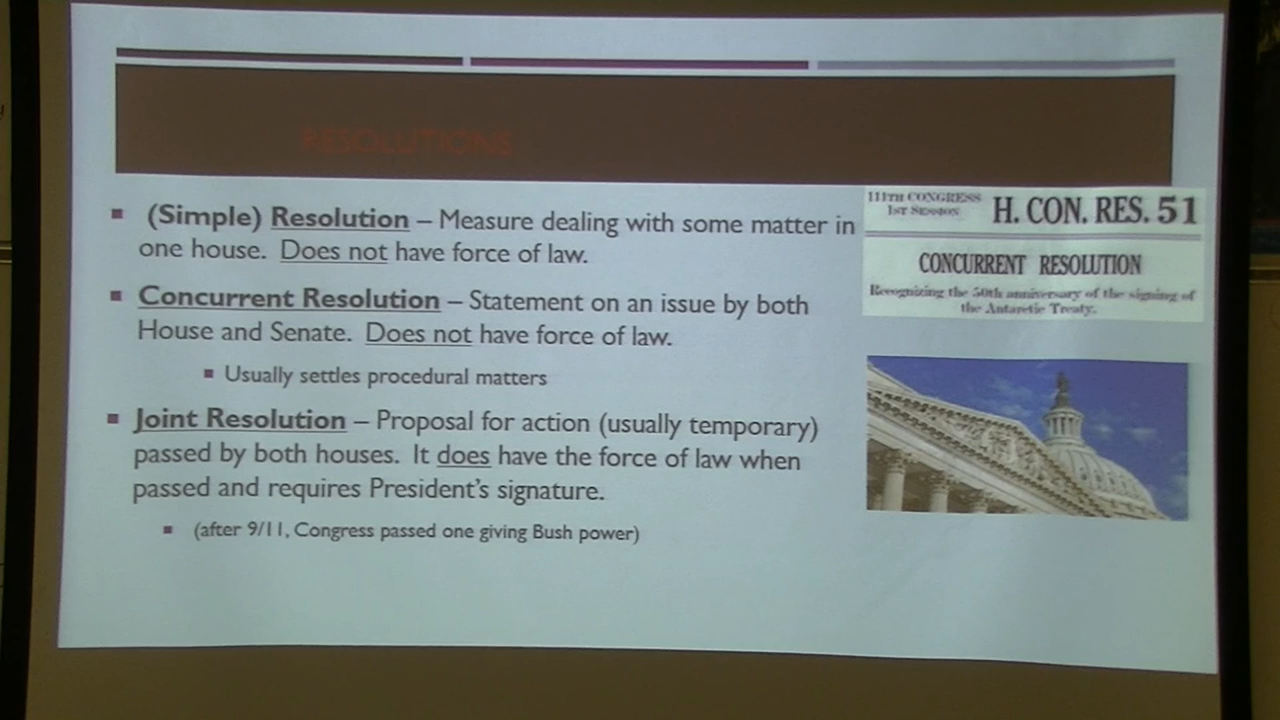 RESOLUTIONS
(Simple) Resolution – Measure dealing with some matter in
one house. Does not have force of law.
Concurrent Resolution – Statement on an issue by both
House and Senate. Does not have force of law.
Usually settles procedural matters
Joint Resolution – Proposal for action (usually temporary)
passed by both houses. It does have the force of law when
passed and requires President's signature.
(after 9/11, Congress passed one giving Bush power)
111TH CONGRESS
1ST SESSION
H. CON. RES. 51
CONCURRENT RESOLUTION
Recognizing the 50th anniversary of the signing of
the Antarctic Treaty.